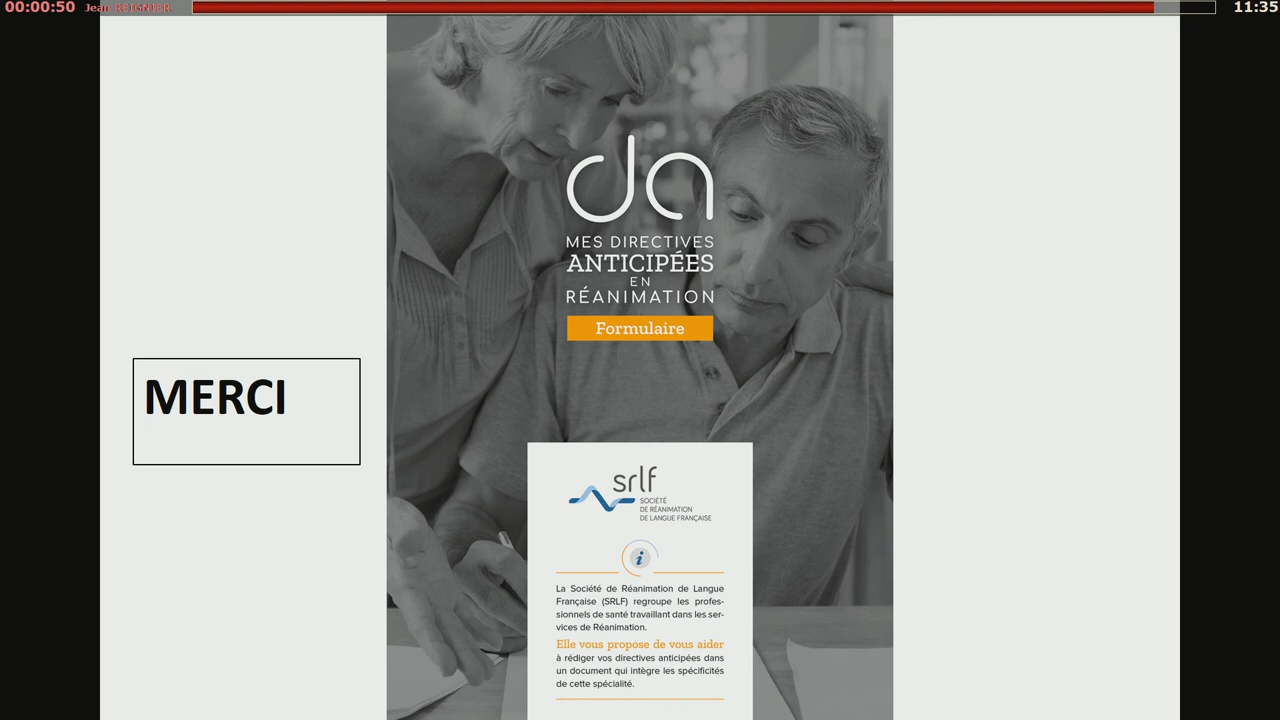 00:00:50 Jean REIGNIER 11:35
da
MES DIRECTIVES
ANTICIPÉES
EN
RÉANIMATION
Formulaire
MERCI
srlf
SOCIÉTÉ
DE RÉANIMATION
DE LANGUE FRANÇAISE
i
La Société de Réanimation de Langue
Française (SRLF) regroupe les profes-
sionnels de santé travaillant dans les ser-
vices de Réanimation.
Elle vous propose de vous aider
à rédiger vos directives anticipées dans
un document qui intègre les spécificités
de cette spécialité.